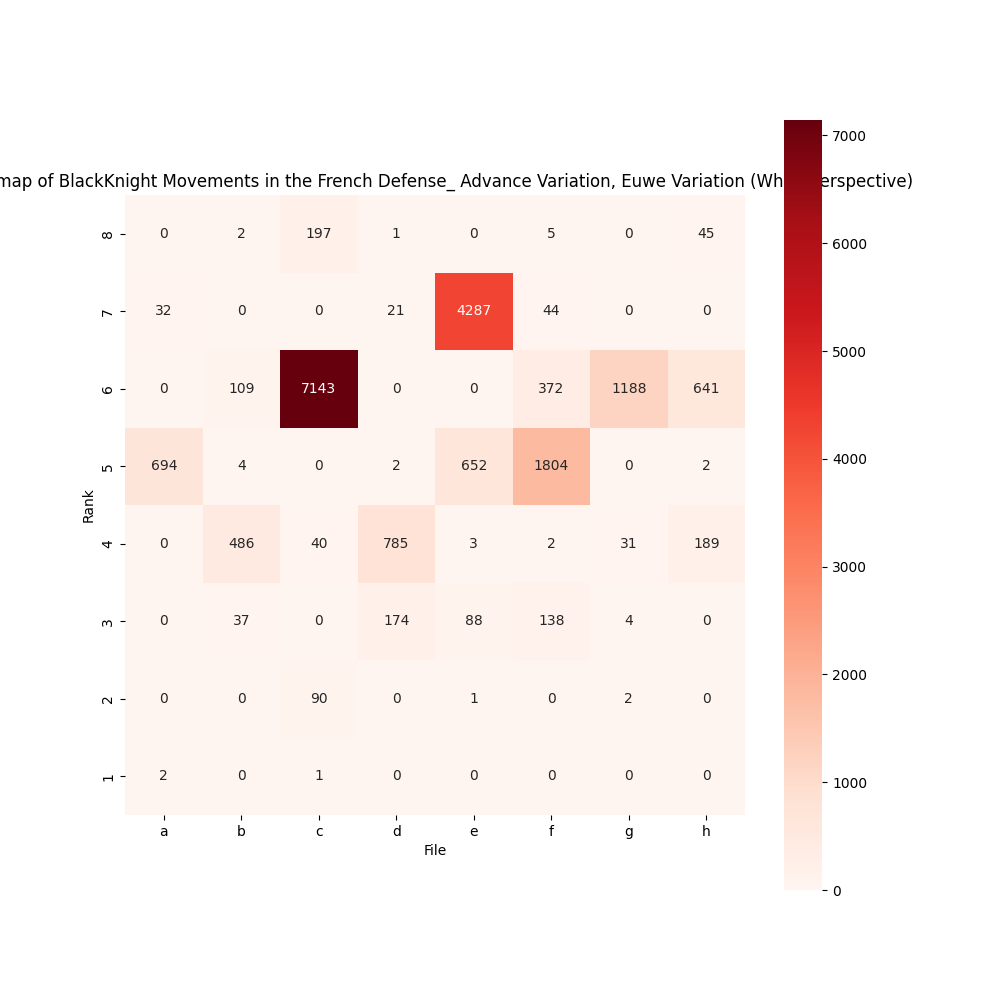 map of BlackKnight Movements in the French Defense_ Advance Variation, Euwe Variation (Wh erspective)
8 0 2 197 1 0 5 0 45
7 32 0 0 21 4287 44 0 0
6 0 109 7143 0 0 372 1188 641
5 694 4 0 2 652 1804 0 2
4 0 486 40 785 3 2 31 189
3 0 37 0 174 88 138 4 0
2 0 0 90 0 1 0 2 0
1 2 0 1 0 0 0 0 0
a b c d e f g h
File
Rank
7000
6000
5000
4000
3000
2000
1000
0